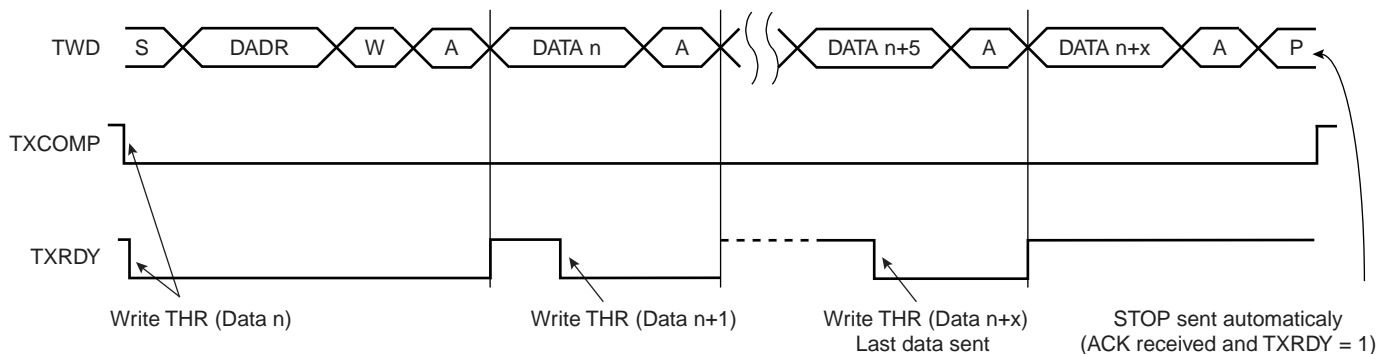 TWD S DADR W A DATA n A DATA n+5 A DATA n+x A P
TXCOMP
TXRDY
Write THR (Data n)
Write THR (Data n+1)
Write THR (Data n+x)
Last data sent
STOP sent automaticaly
(ACK received and TXRDY = 1)